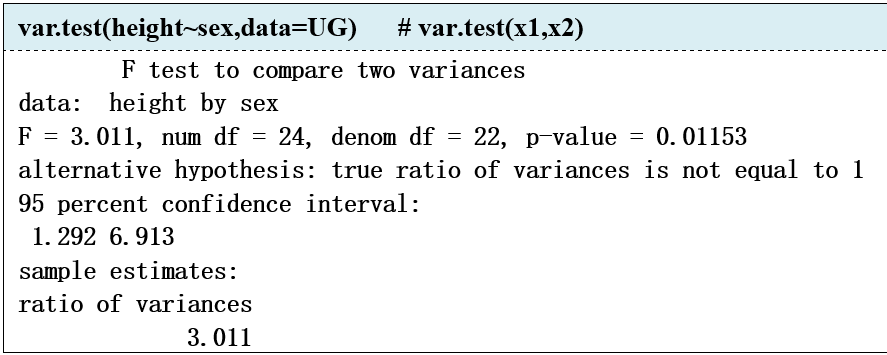 var.test(height~sex,data=UG) # var.test(x1,x2)
F test to compare two variances
data: height by sex
F = 3.011, num df = 24, denom df = 22, p-value = 0.01153
alternative hypothesis: true ratio of variances is not equal to 1
95 percent confidence interval:
1.292 6.913
sample estimates:
ratio of variances
3.011